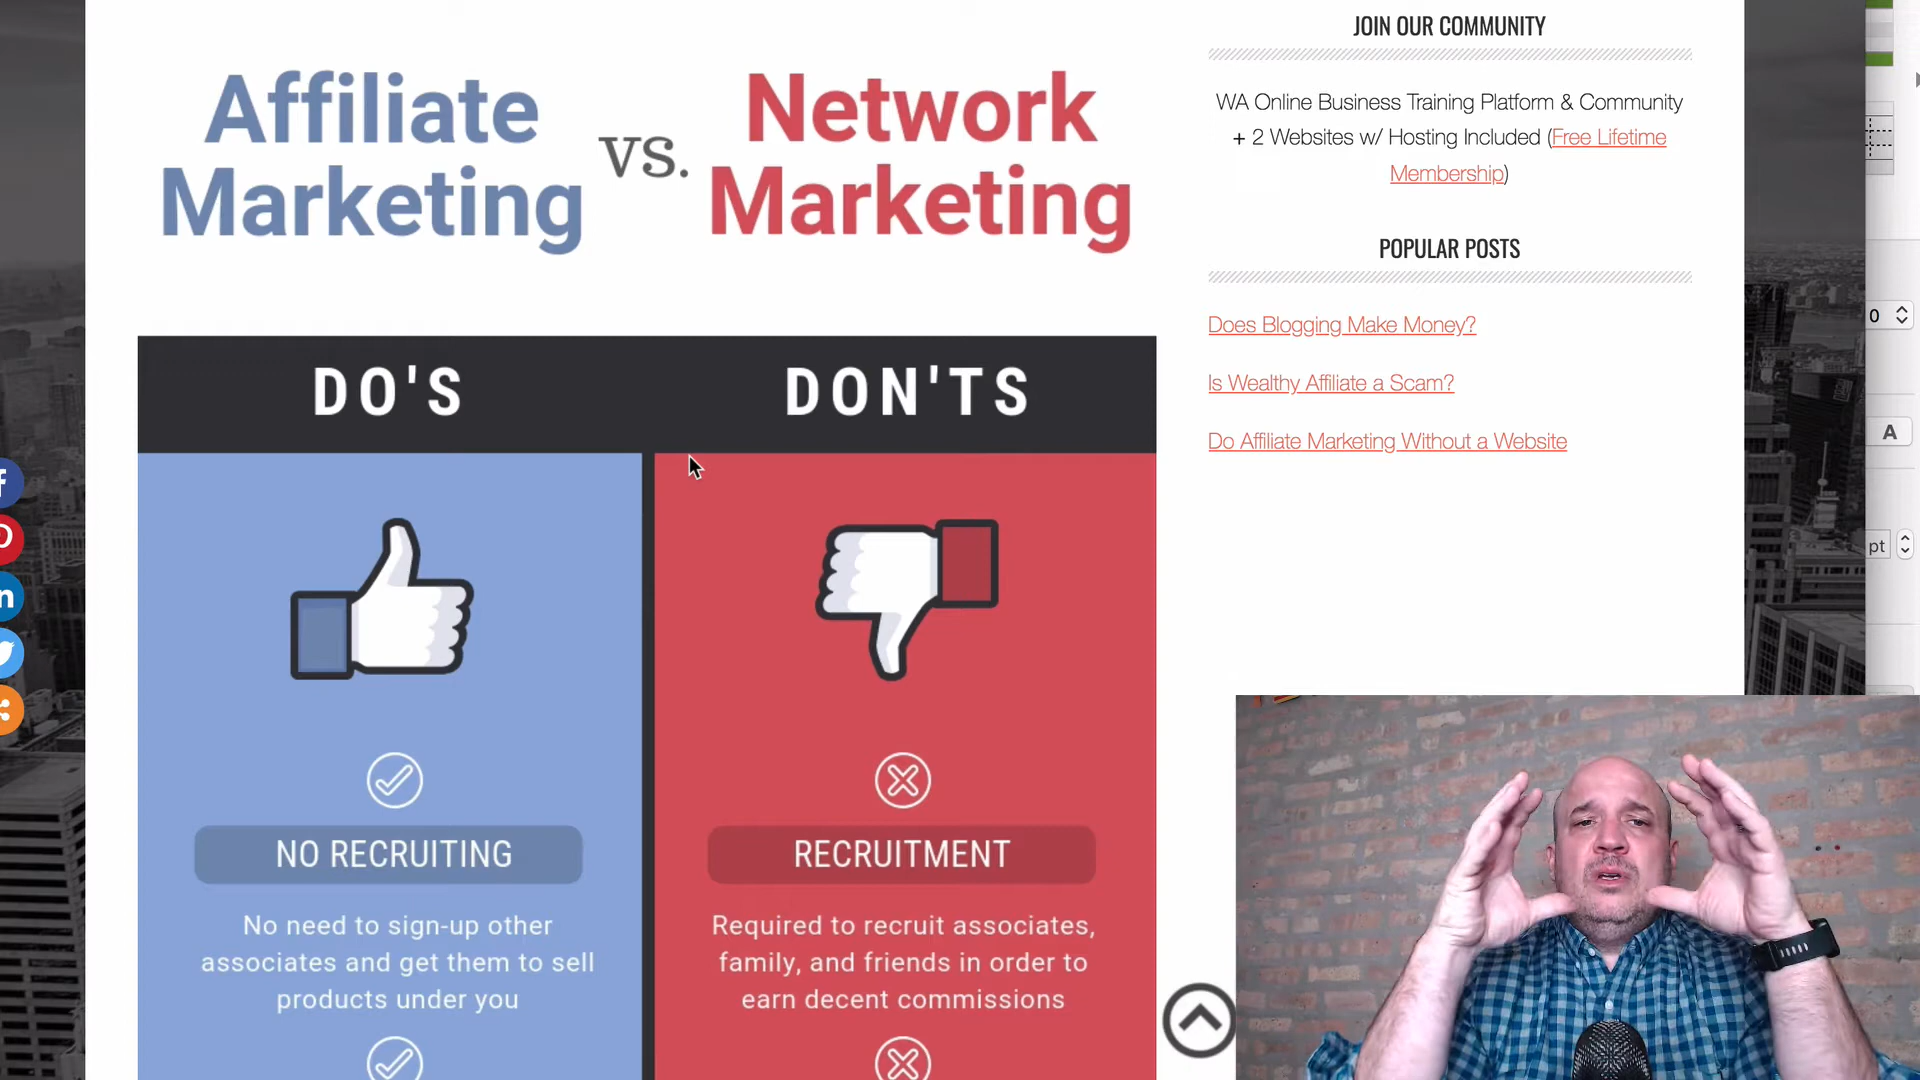 Affiliate
Marketing
vs.
Network
Marketing
DO'S
DON'TS
NO RECRUITING
No need to sign-up other
associates and get them to sell
products under you
RECRUITMENT
Required to recruit associates,
family, and friends in order to
earn decent commissions
JOIN OUR COMMUNITY
WA Online Business Training Platform & Community
+ 2 Websites w/ Hosting Included (Free Lifetime
Membership)
POPULAR POSTS
Does Blogging Make Money?
Is Wealthy Affiliate a Scam?
Do Affiliate Marketing Without a Website
0
A
pt